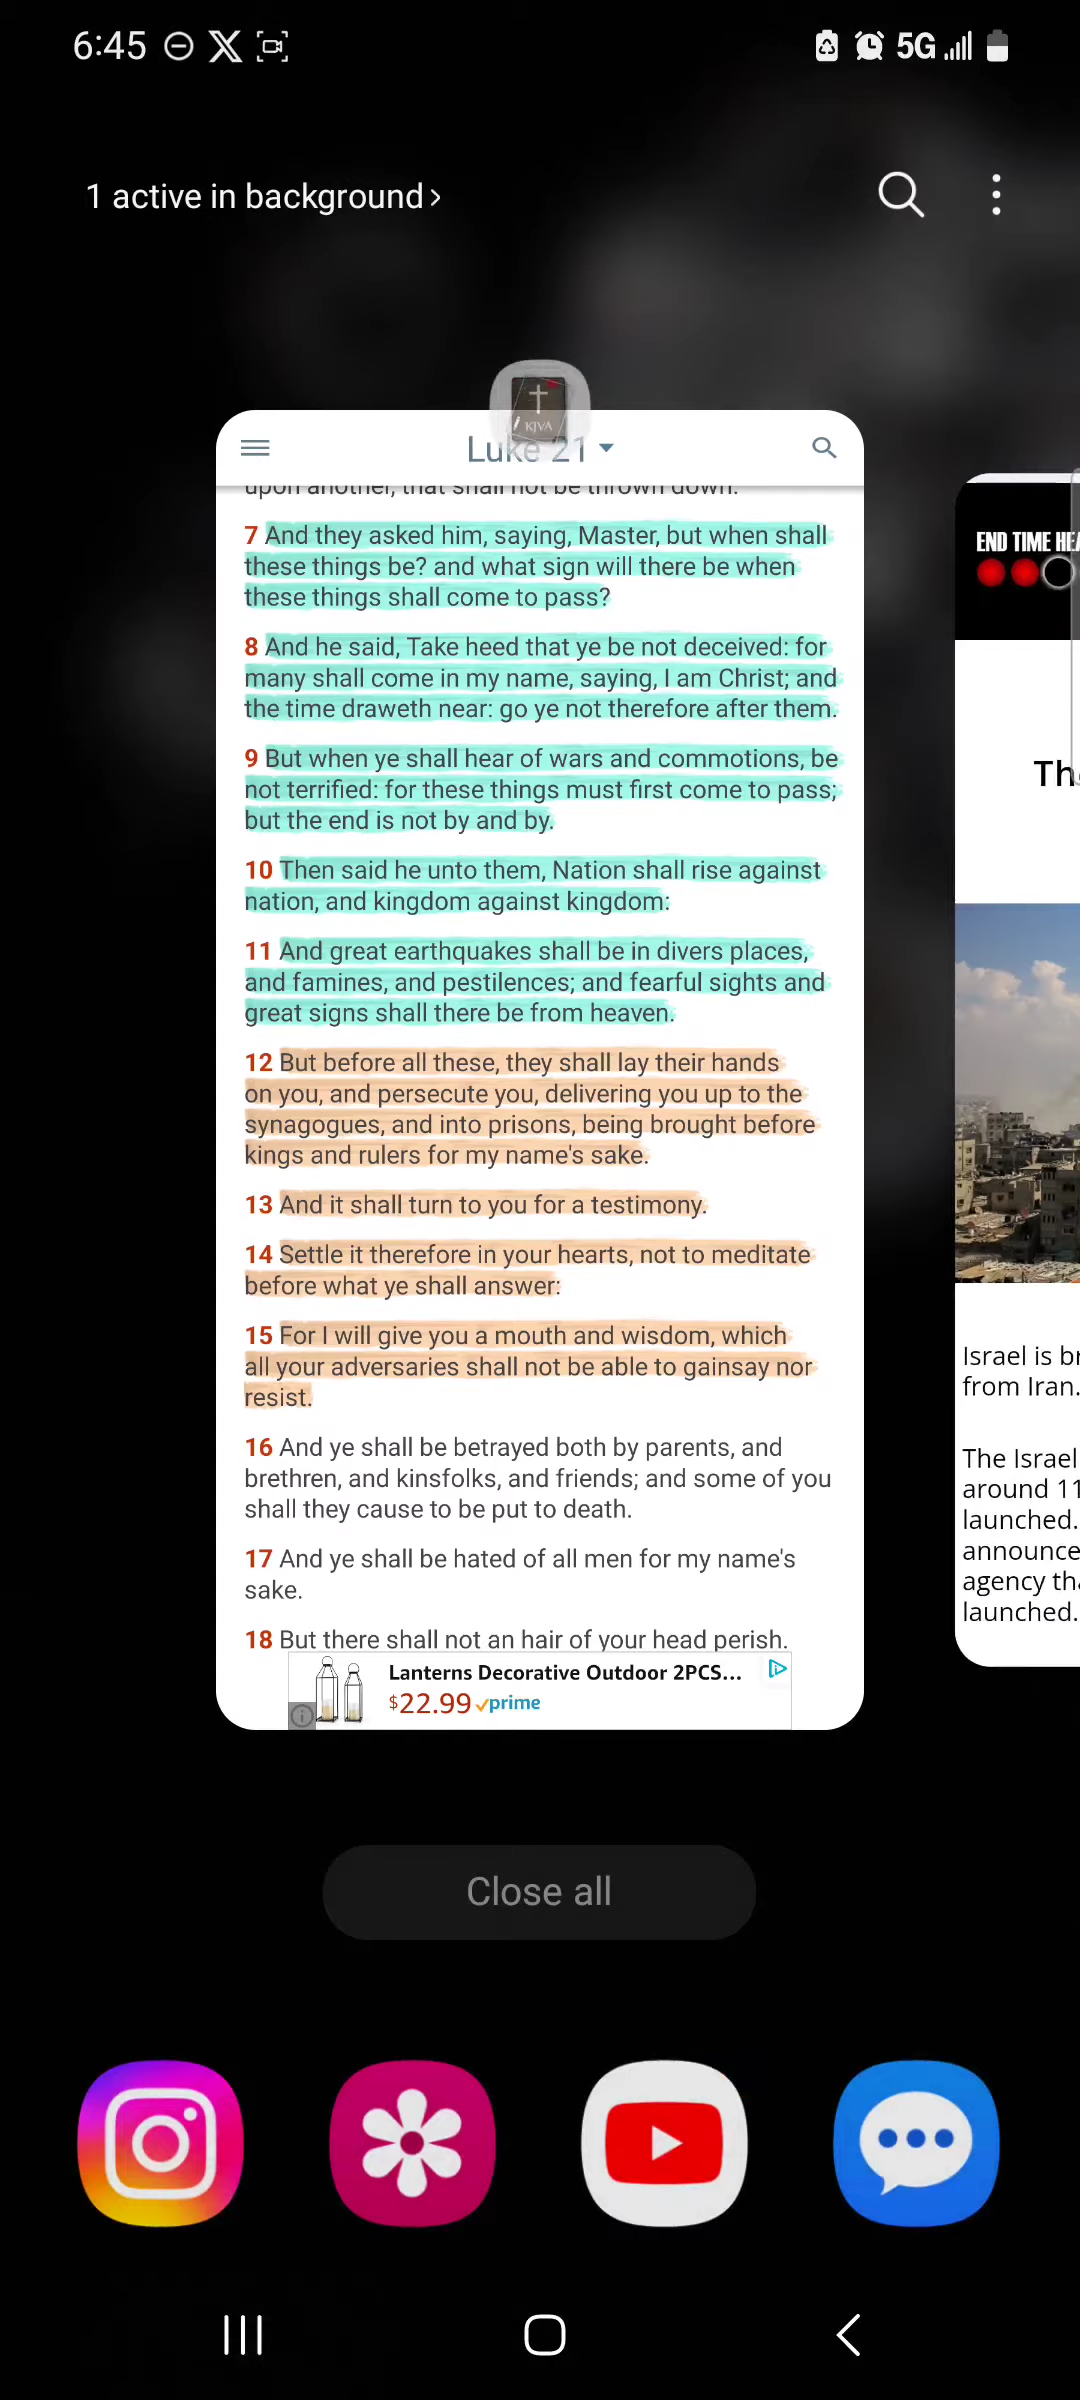 6:45
5G
1 active in background >
KJVA
Luke 21
upon another, that shall not be thrown down.
7 And they asked him, saying, Master, but when shall
these things be? and what sign will there be when
these things shall come to pass?
8 And he said, Take heed that ye be not deceived: for
many shall come in my name, saying, I am Christ; and
the time draweth near: go ye not therefore after them.
9 But when ye shall hear of wars and commotions, be
not terrified: for these things must first come to pass;
but the end is not by and by.
10 Then said he unto them, Nation shall rise against
nation, and kingdom against kingdom:
11 And great earthquakes shall be in divers places,
and famines, and pestilences; and fearful sights and
great signs shall there be from heaven.
12 But before all these, they shall lay their hands
on you, and persecute you, delivering you up to the
synagogues, and into prisons, being brought before
kings and rulers for my name's sake.
13 And it shall turn to you for a testimony.
14 Settle it therefore in your hearts, not to meditate
before what ye shall answer:
15 For I will give you a mouth and wisdom, which
all your adversaries shall not be able to gainsay nor
resist.
16 And ye shall be betrayed both by parents, and
brethren, and kinsfolks, and friends; and some of you
shall they cause to be put to death.
17 And ye shall be hated of all men for my name's
sake.
18 But there shall not an hair of your head perish.
Lanterns Decorative Outdoor 2PCS...
$22.99 prime
END TIME
Israel is
from Iran.
The Israel
around 11
launched.
announce
agency
launched.
Close all